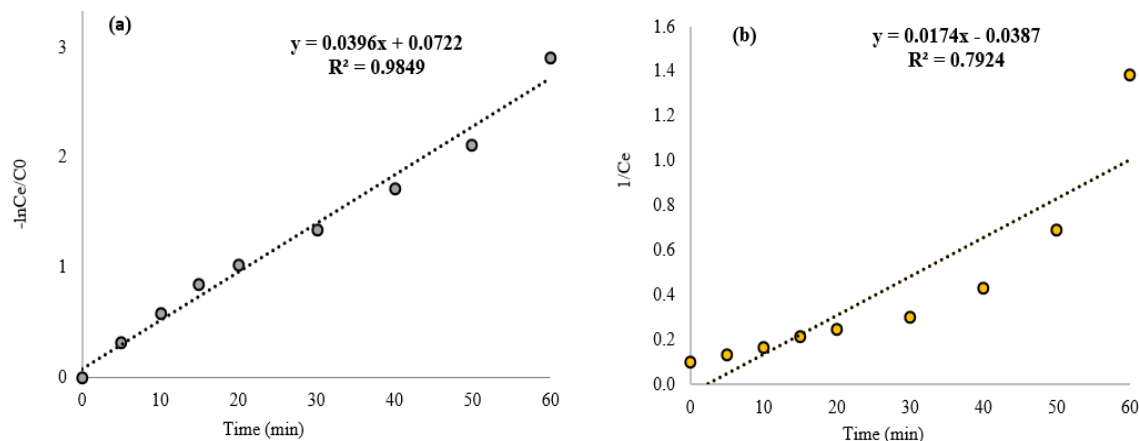 (a)
y = 0.0396x + 0.0722
R² = 0.9849
3
2
1
0
-lnCe/C0
0 10 20 30 40 50 60
Time (min)
(b)
y = 0.0174x - 0.0387
R² = 0.7924
1.6
1.4
1.2
1.0
0.8
0.6
0.4
0.2
0.0
1/Ce
0 10 20 30 40 50 60
Time (min)